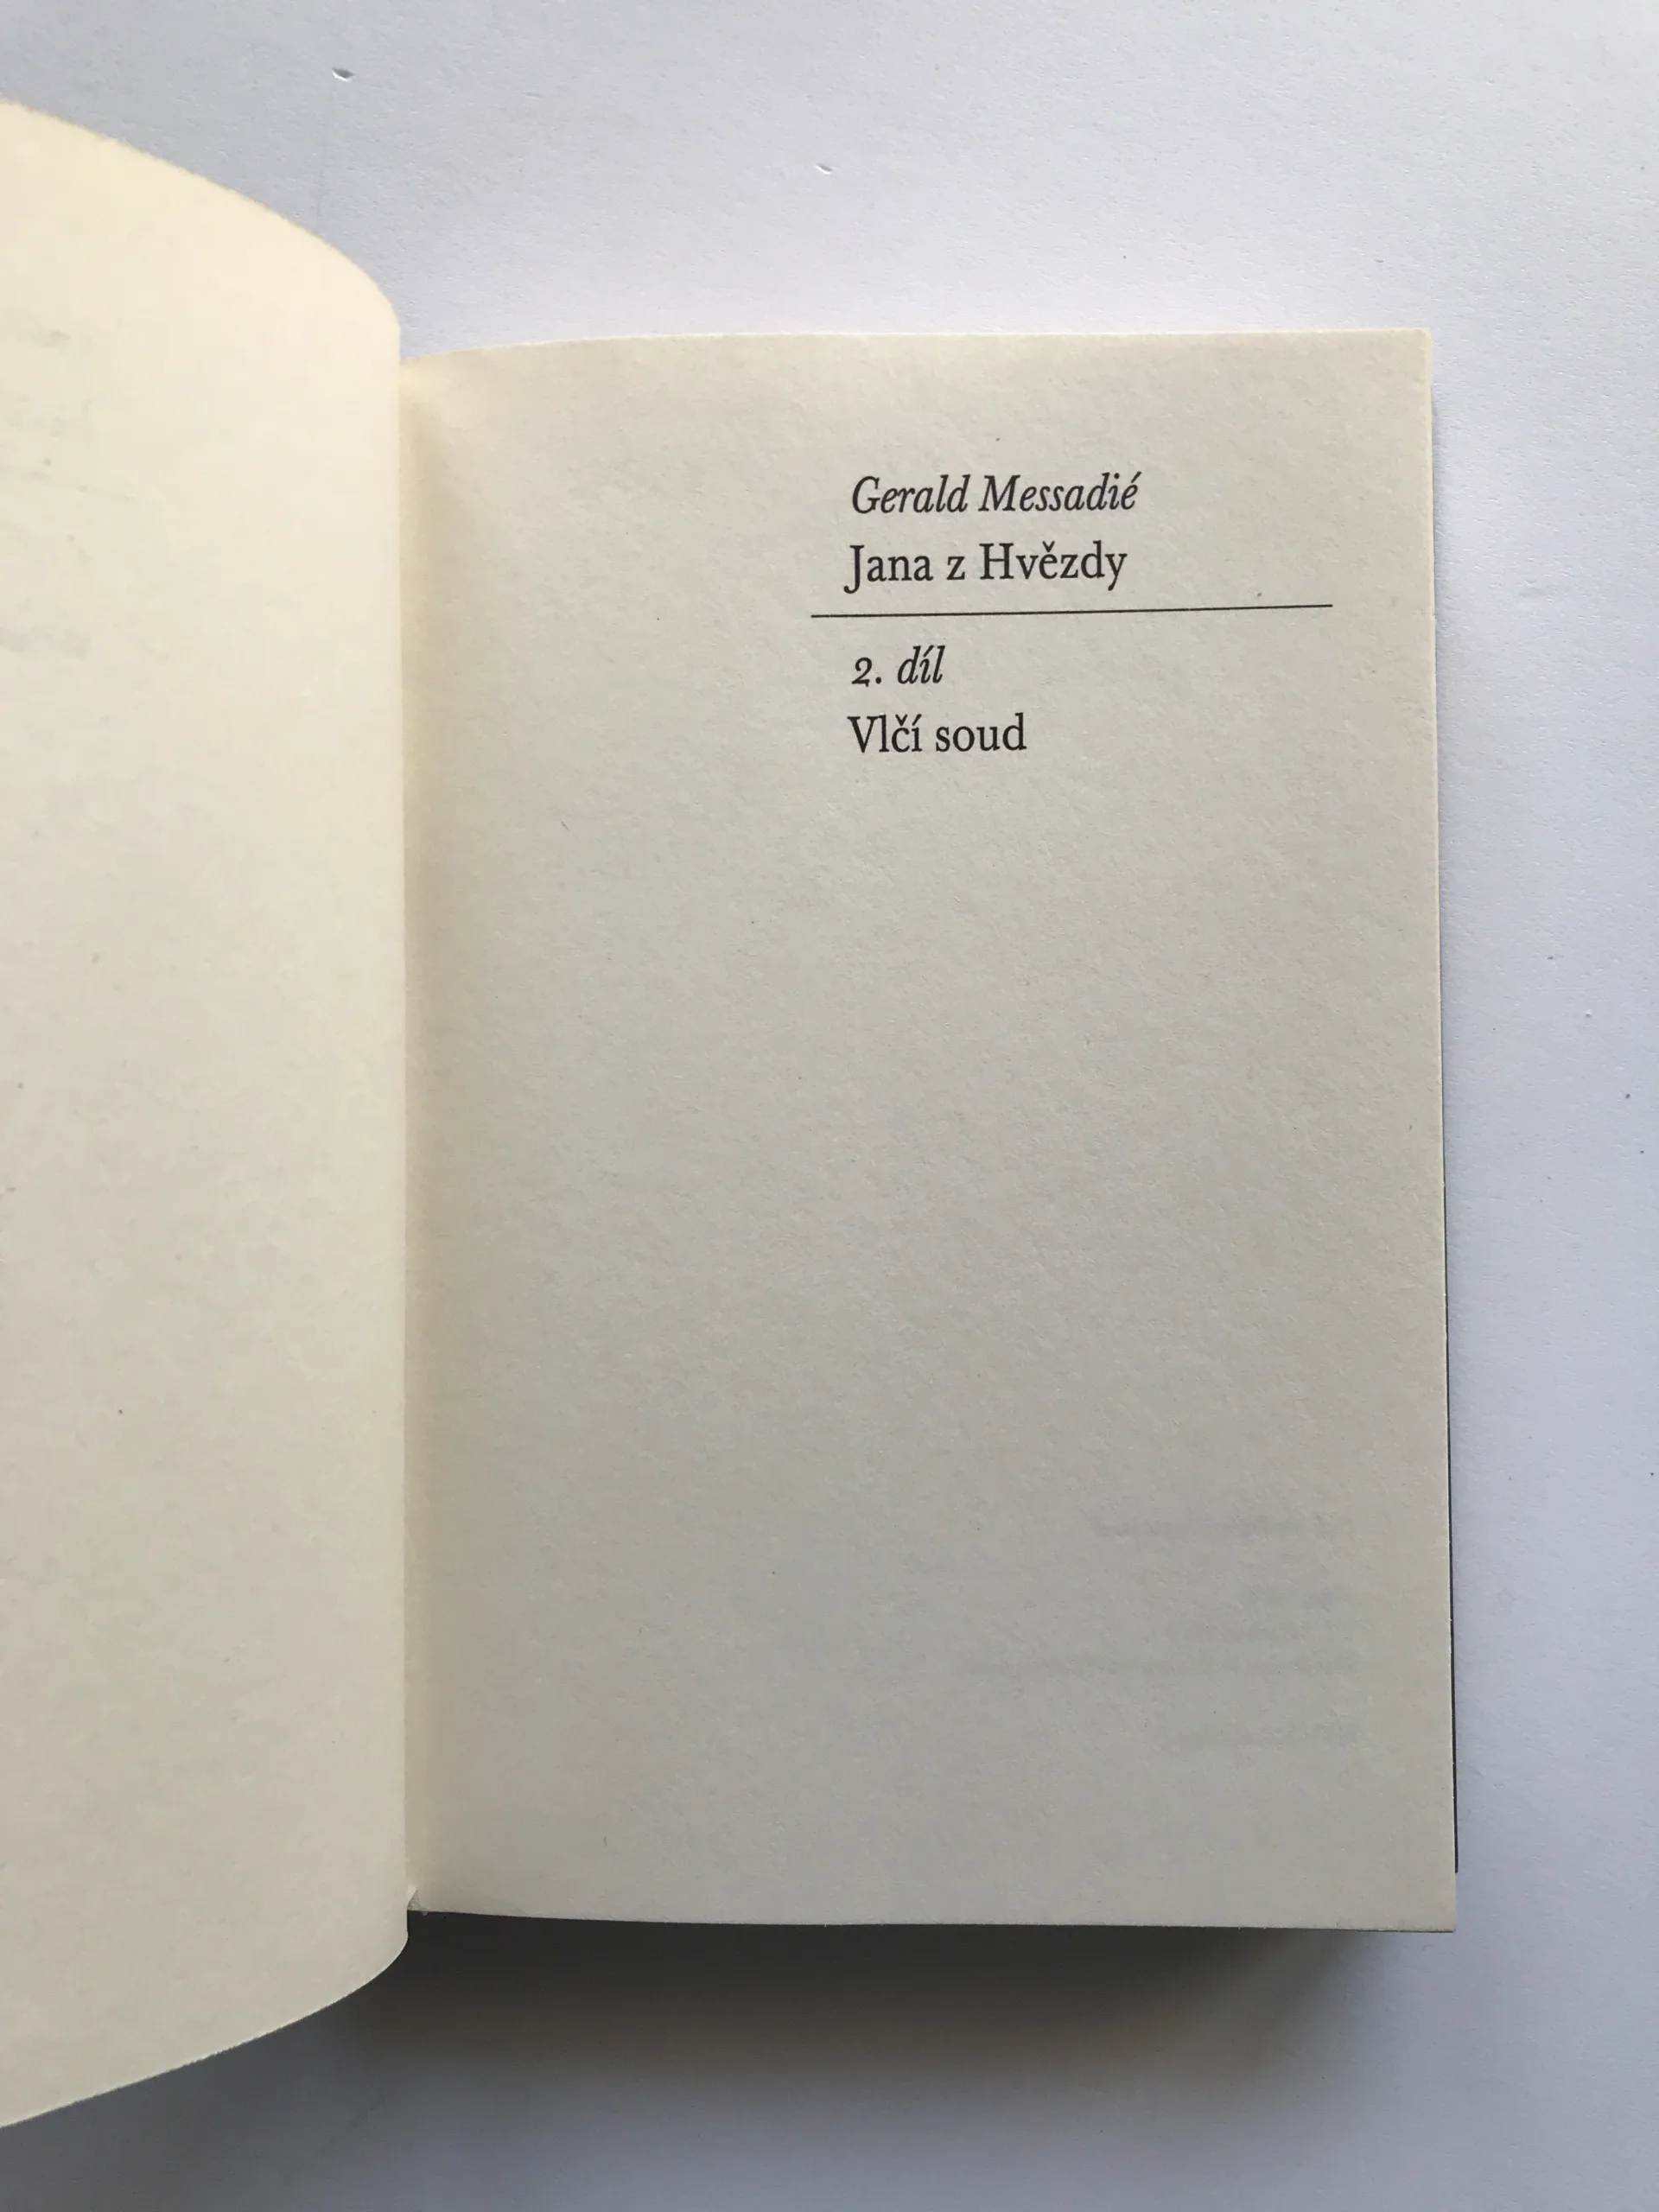 Gerald Messadié
Jana z Hvězdy
2. díl
Vlčí soud